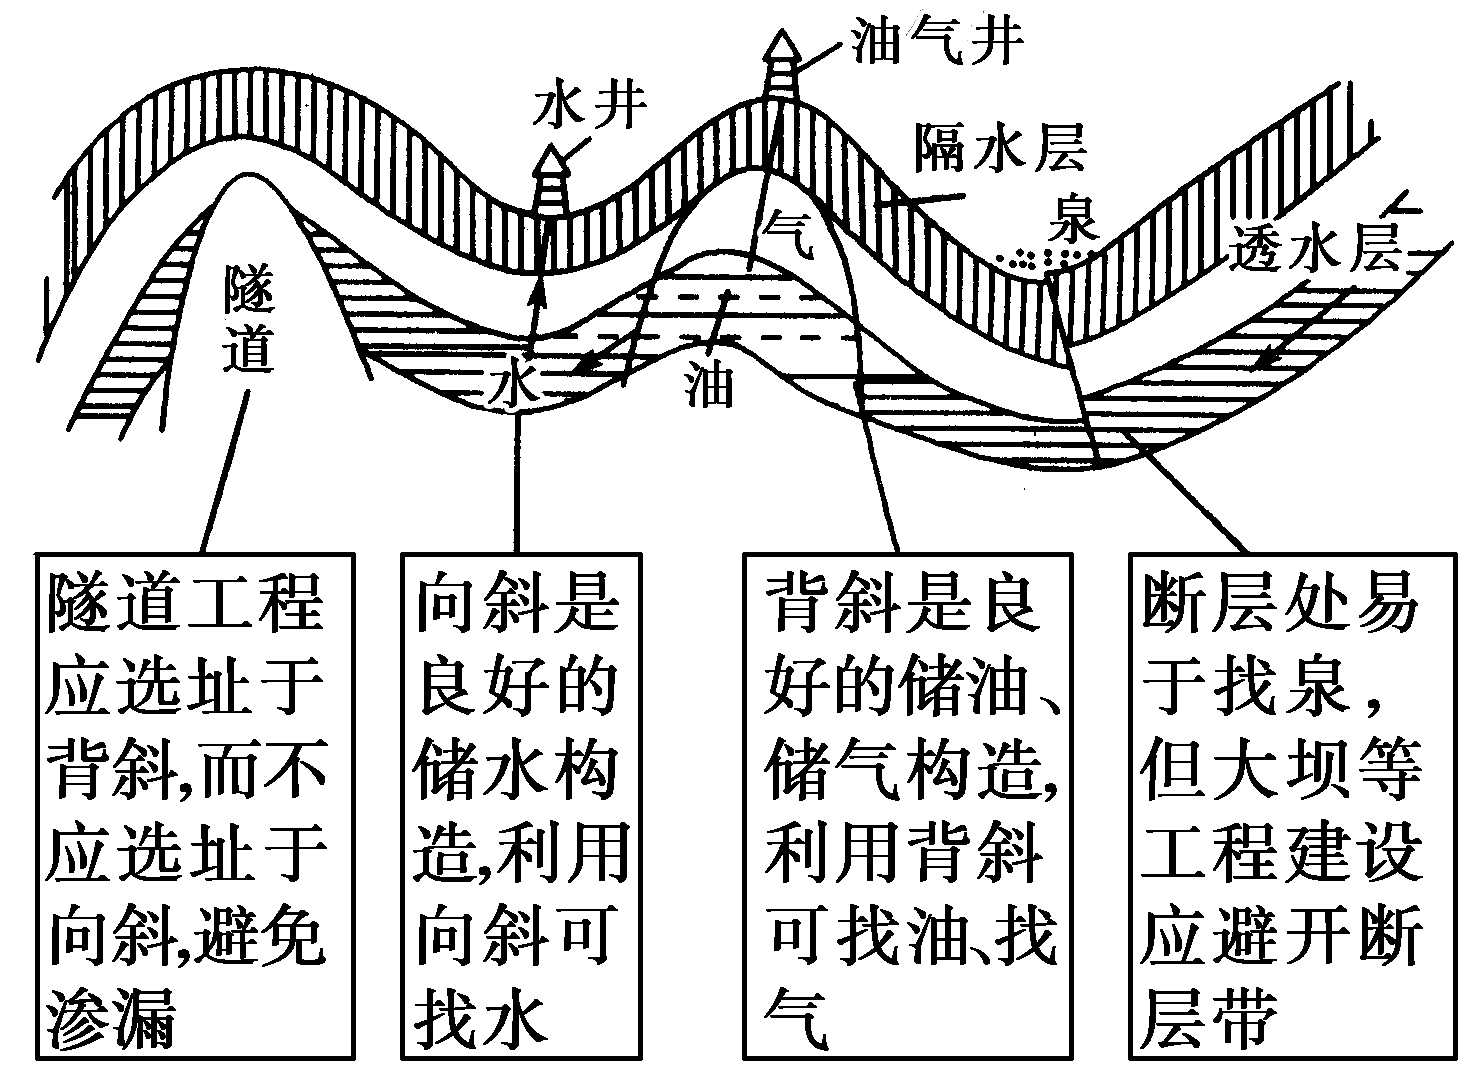 油气井
水井
隔水层
泉
气
透水层
隧
道
水
油
隧道工程
应选址于
背斜,而不
应选址于
向斜,避免
渗漏
向斜是
良好的
储水构
造,利用
向斜可
找水
背斜是良
好的储油、
储气构造,
利用背斜
可找油、找
气
断层处易
于找泉,
但大坝等
工程建设
应避开断
层带